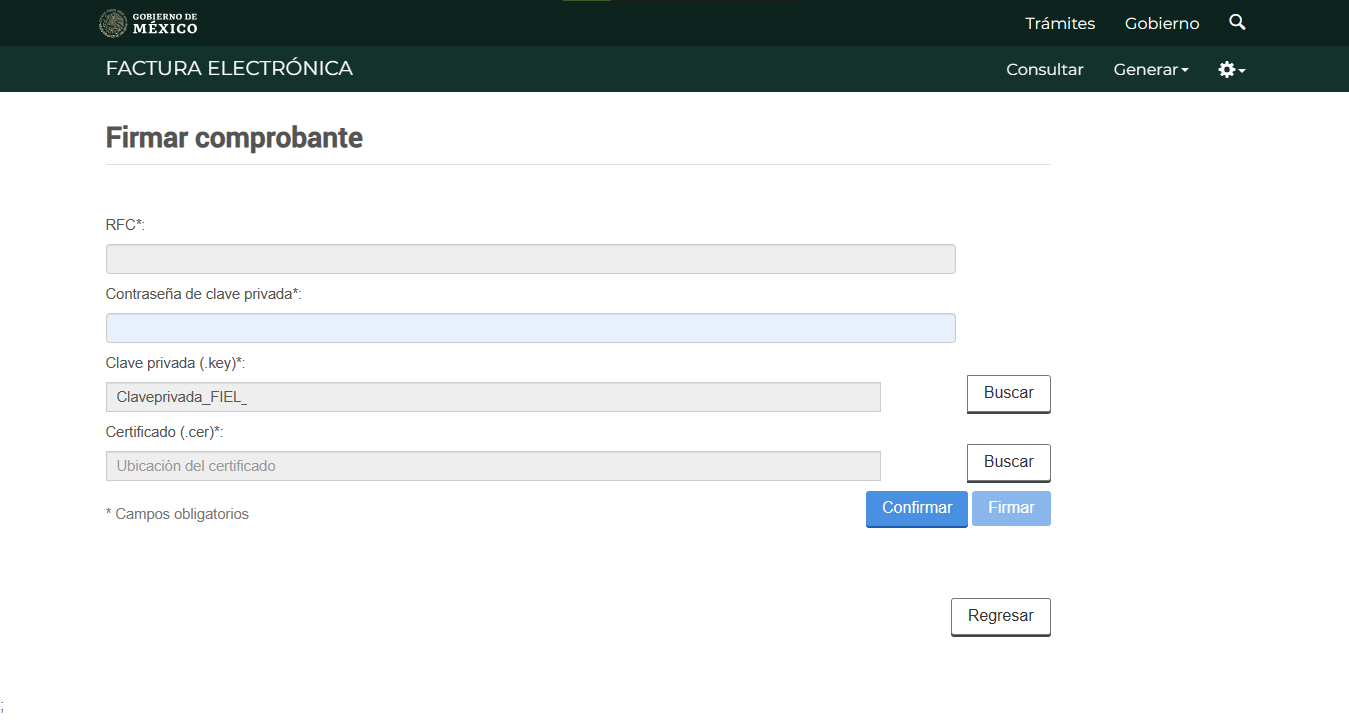 GOBIERNO DE
MÉXICO
Trámites
Gobierno
FACTURA ELECTRÓNICA
Consultar
Generar
Firmar comprobante
RFC*:
Contraseña de clave privada*:
Clave privada (.key)*:
Claveprivada_FIEL_
Buscar
Certificado (.cer)*:
Ubicación del certificado
Buscar
* Campos obligatorios
Confirmar
Firmar
Regresar
;